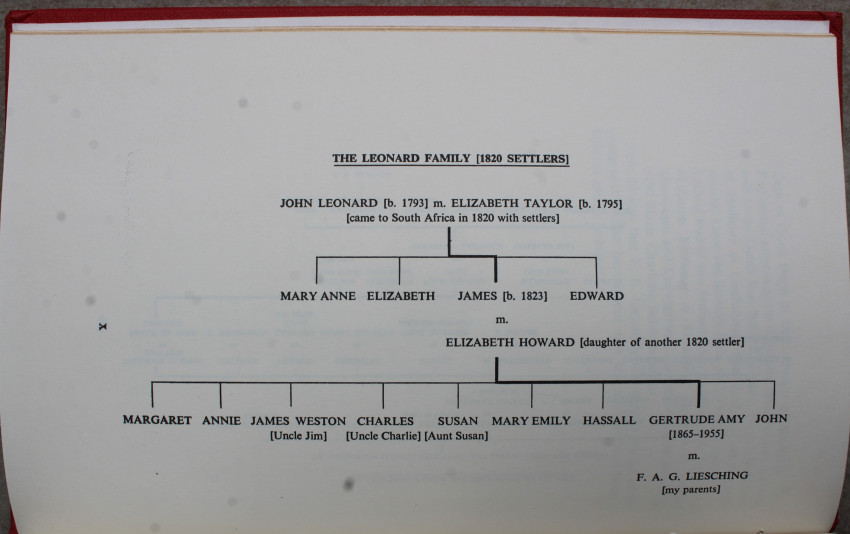 THE LEONARD FAMILY [1820 SETTLERS]
JOHN LEONARD [b. 1793] m. ELIZABETH TAYLOR [b. 1795]
[came to South Africa in 1820 with settlers]
MARY ANNE ELIZABETH JAMES [b. 1823] EDWARD
m.
x
ELIZABETH HOWARD [daughter of another 1820 settler]
MARGARET ANNIE JAMES WESTON CHARLES SUSAN MARY EMILY HASSALL GERTRUDE AMY JOHN
[Uncle Jim] [Uncle Charlie] [Aunt Susan] [1865–1955]
m.
F. A. G. LIESCHING
[my parents]